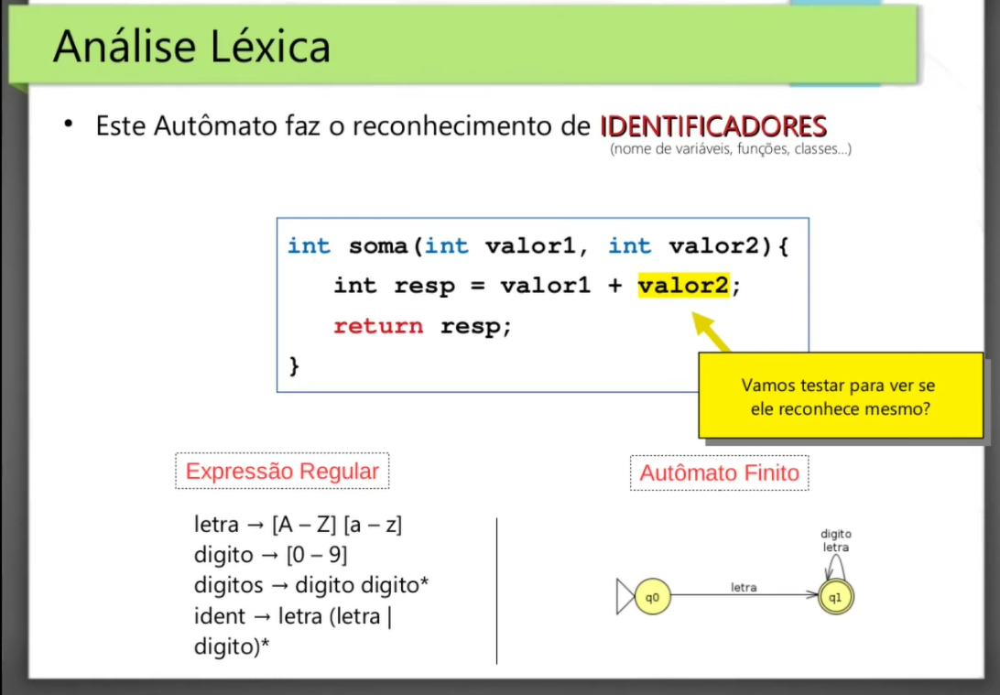 Análise Léxica
• Este Autômato faz o reconhecimento de IDENTIFICADORES
(nome de variáveis, funções, classes...)
int soma(int valor1, int valor2){
int resp = valor1 + valor2;
return resp;
}
Vamos testar para ver se
ele reconhece mesmo?
Expressão Regular
letra → [A – Z] [a – z]
digito → [0 – 9]
digitos → digito digito*
ident → letra (letra |
digito)*
Autômato Finito
digito
letra
letra
q0
q1